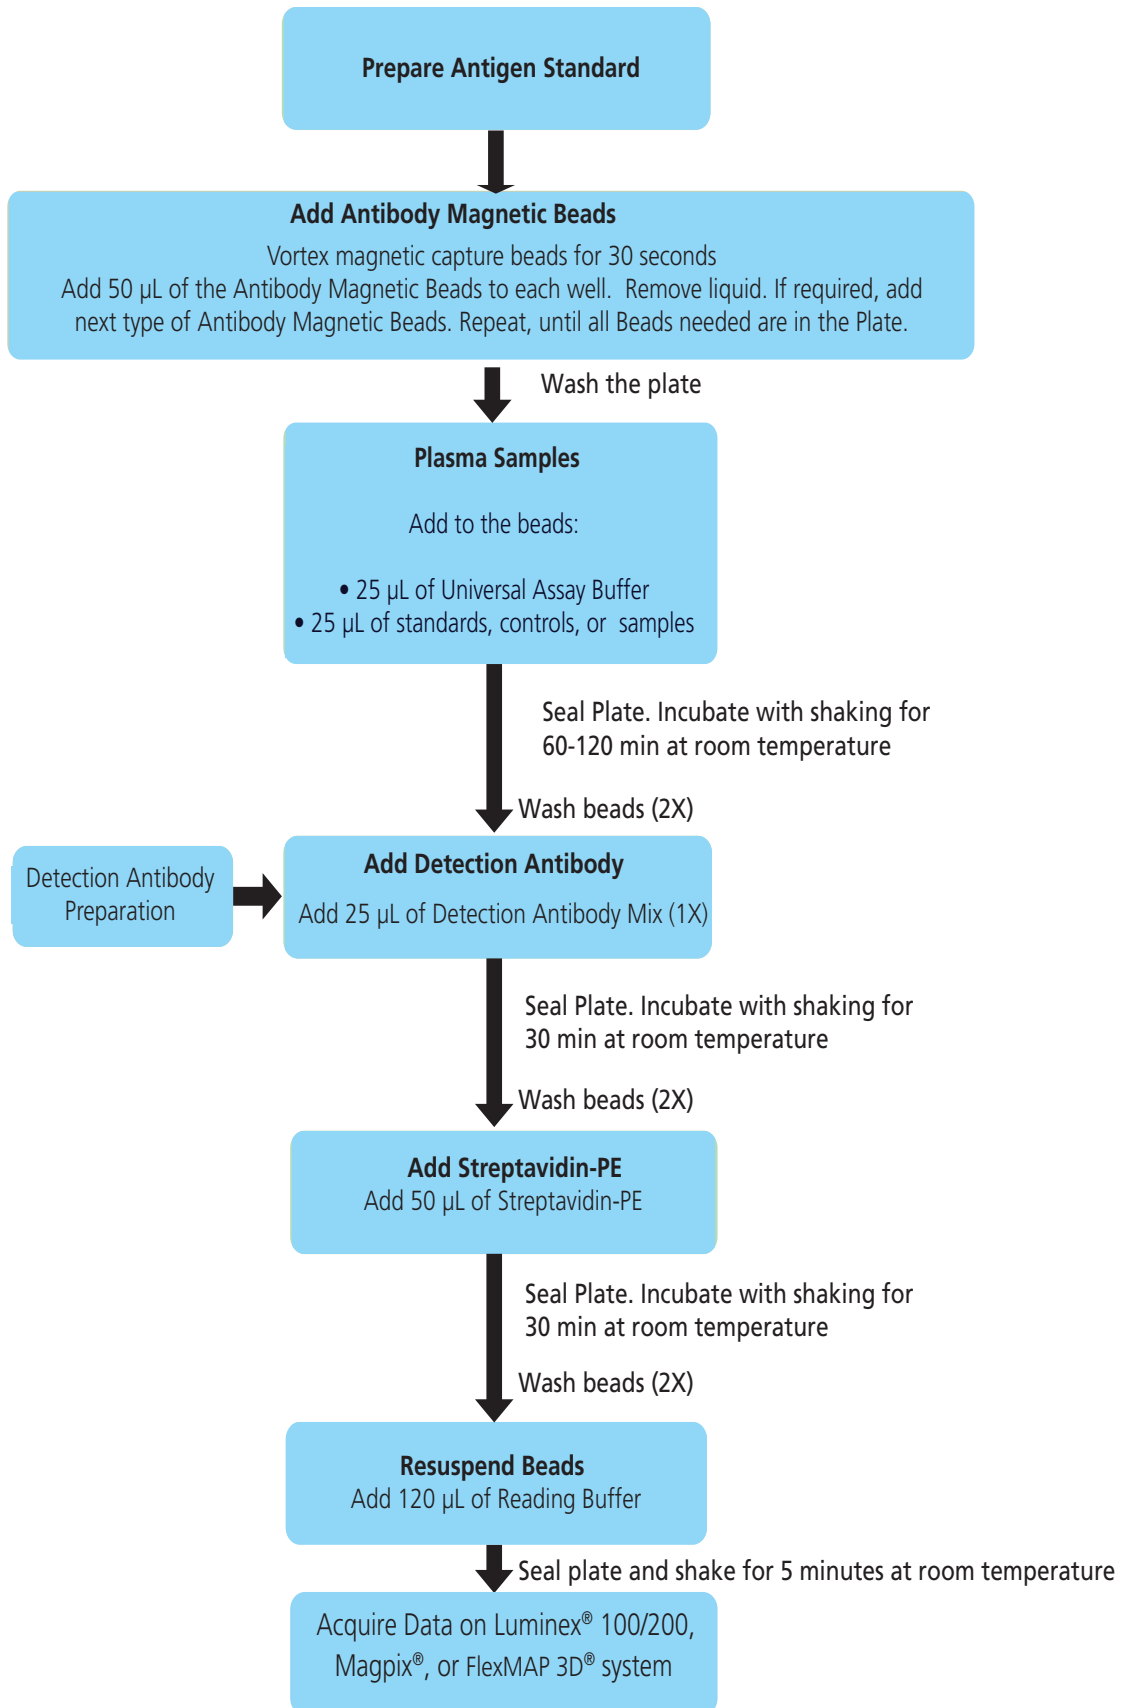 Prepare Antigen Standard
Add Antibody Magnetic Beads
Vortex magnetic capture beads for 30 seconds
Add 50 µL of the Antibody Magnetic Beads to each well.  Remove liquid. If required, add
next type of Antibody Magnetic Beads. Repeat, until all Beads needed are in the Plate.
Wash the plate
Plasma Samples
Add to the beads:
• 25 µL of Universal Assay Buffer
• 25 µL of standards, controls, or  samples
Seal Plate. Incubate with shaking for
60-120 min at room temperature
Wash beads (2X)
Detection Antibody
Preparation
Add Detection Antibody
Add 25 µL of Detection Antibody Mix (1X)
Seal Plate. Incubate with shaking for
30 min at room temperature
Wash beads (2X)
Add Streptavidin-PE
Add 50 µL of Streptavidin-PE
Seal Plate. Incubate with shaking for
30 min at room temperature
Wash beads (2X)
Resuspend Beads
Add 120 µL of Reading Buffer
Seal plate and shake for 5 minutes at room temperature
Acquire Data on Luminex® 100/200,
Magpix®, or FlexMAP 3D® system